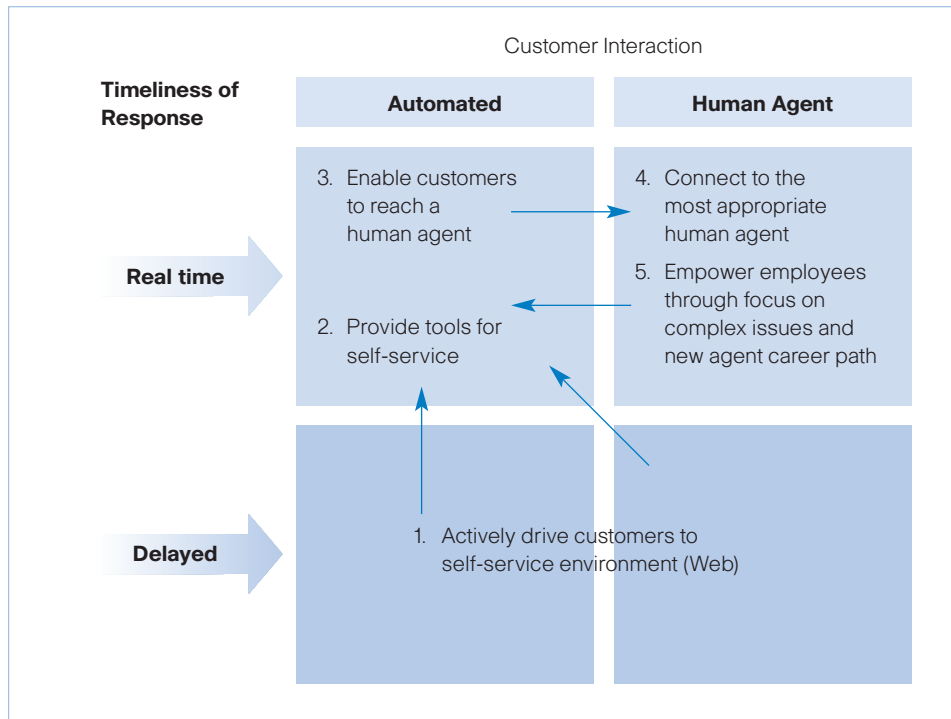 Customer Interaction
Timeliness of
Response
Automated
Human Agent
Real time
3. Enable customers
to reach a
human agent
2. Provide tools for
self-service
4. Connect to the
most appropriate
human agent
5. Empower employees
through focus on
complex issues and
new agent career path
Delayed
1. Actively drive customers to
self-service environment (Web)